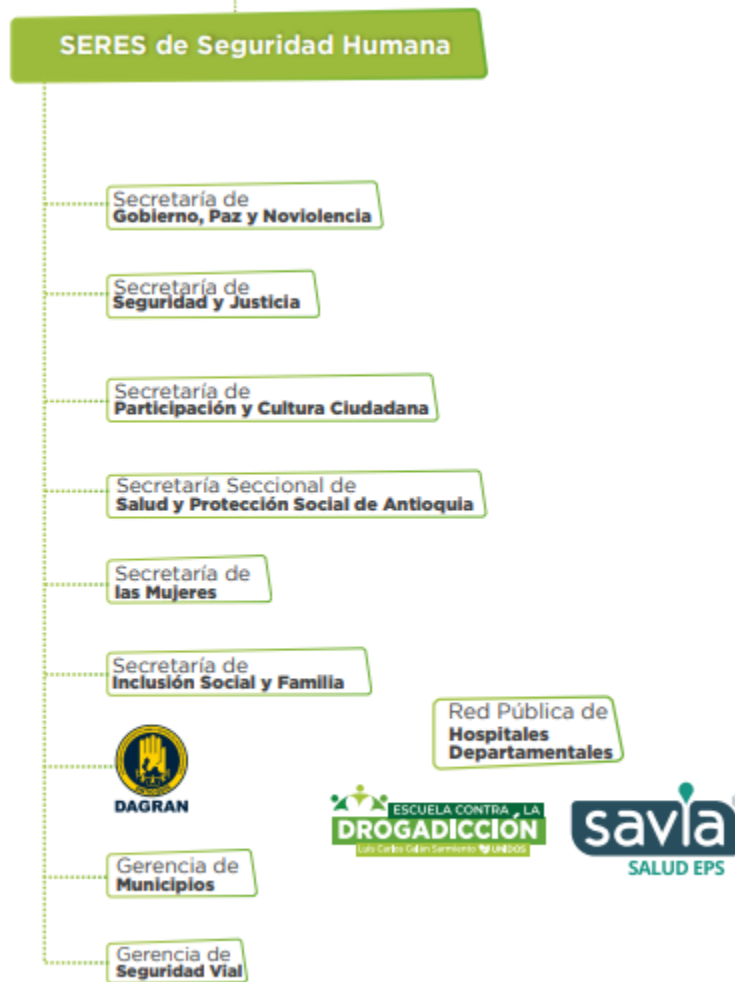 SERES de Seguridad Humana
Secretaría de
Gobierno, Paz y Noviolencia
Secretaría de
Seguridad y Justicia
Secretaría de
Participación y Cultura Ciudadana
Secretaría Seccional de
Salud y Protección Social de Antioquia
Secretaría de
las Mujeres
Secretaría de
Inclusión Social y Familia
DAGRAN
Red Pública de
Hospitales
Departamentales
ESCUELA CONTRA LA
DROGADICCIÓN
Luis Carlos Galán Sarmiento UNIDOS
savia
SALUD EPS
Gerencia de
Municipios
Gerencia de
Seguridad Vial